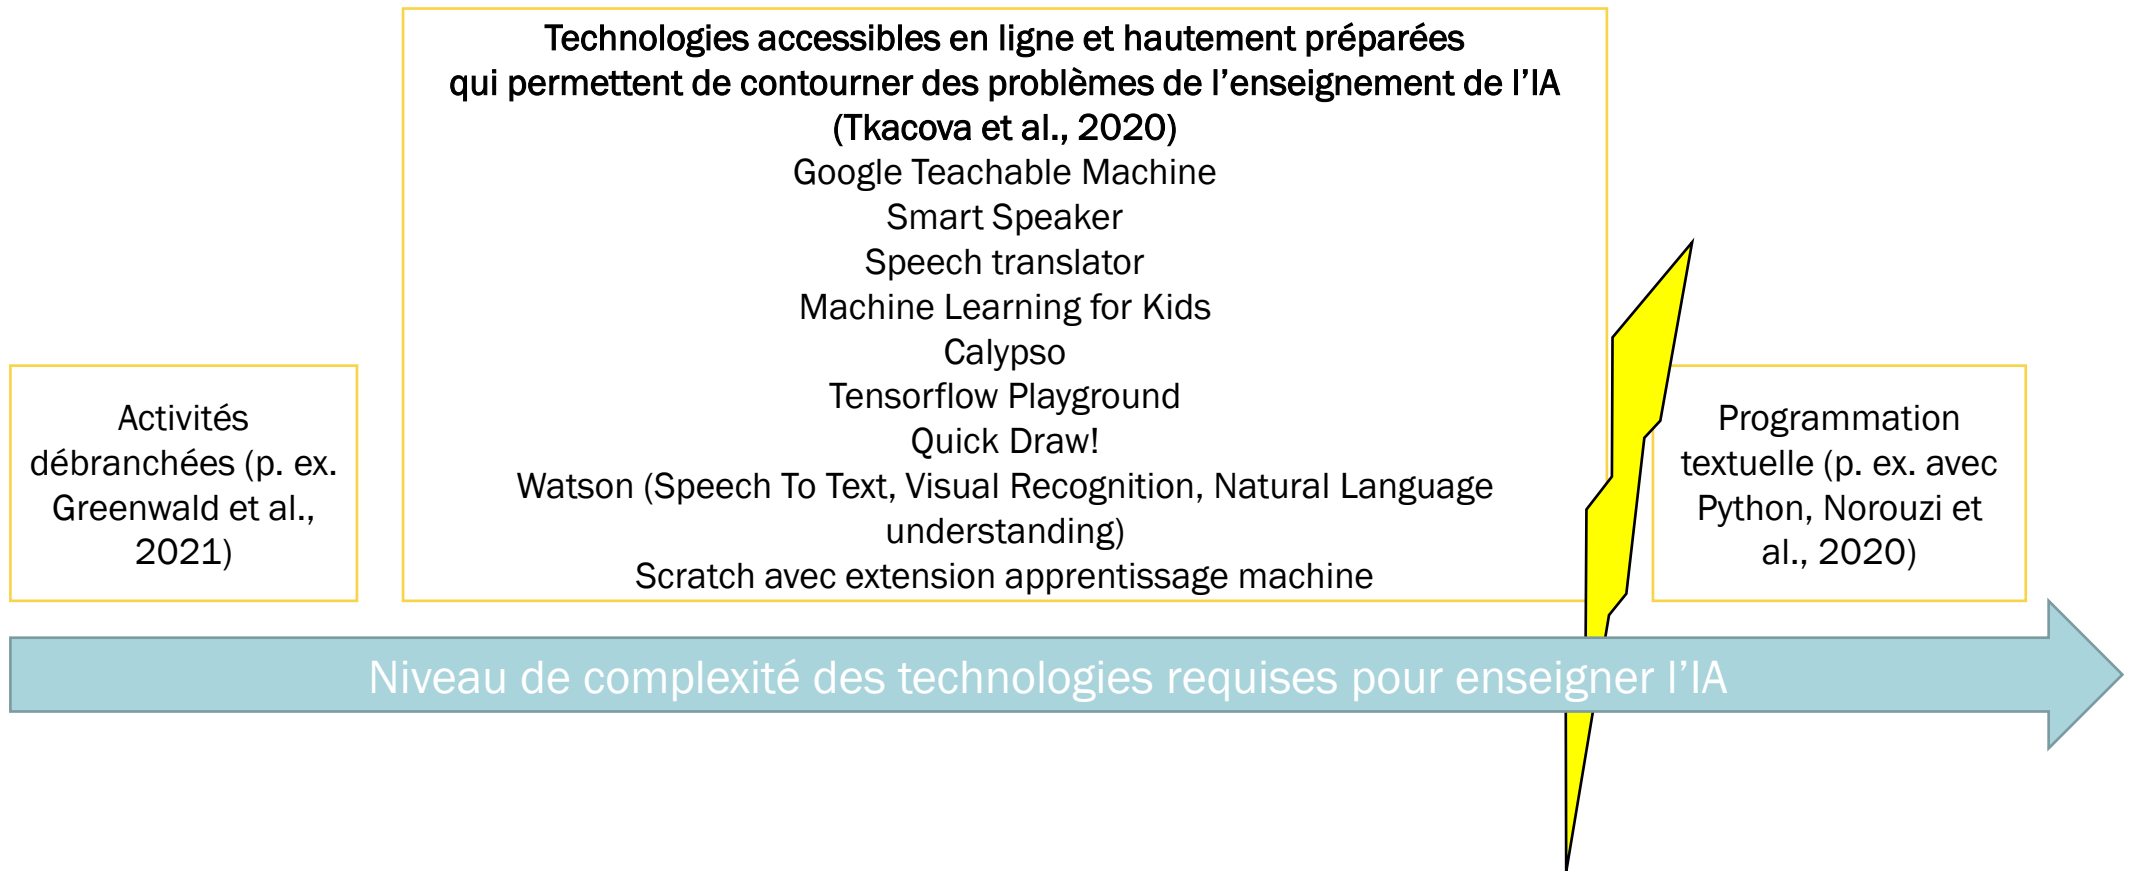 Technologies accessibles en ligne et hautement préparées
qui permettent de contourner des problèmes de l’enseignement de l’IA
(Tkacova et al., 2020)
Google Teachable Machine
Smart Speaker
Speech translator
Machine Learning for Kids
Calypso
Tensorflow Playground
Quick Draw!
Watson (Speech To Text, Visual Recognition, Natural Language
understanding)
Scratch avec extension apprentissage machine
Activités
débranchées (p. ex.
Greenwald et al.,
2021)
Programmation
textuelle (p. ex. avec
Python, Norouzi et
al., 2020)
Niveau de complexité des technologies requises pour enseigner l’IA